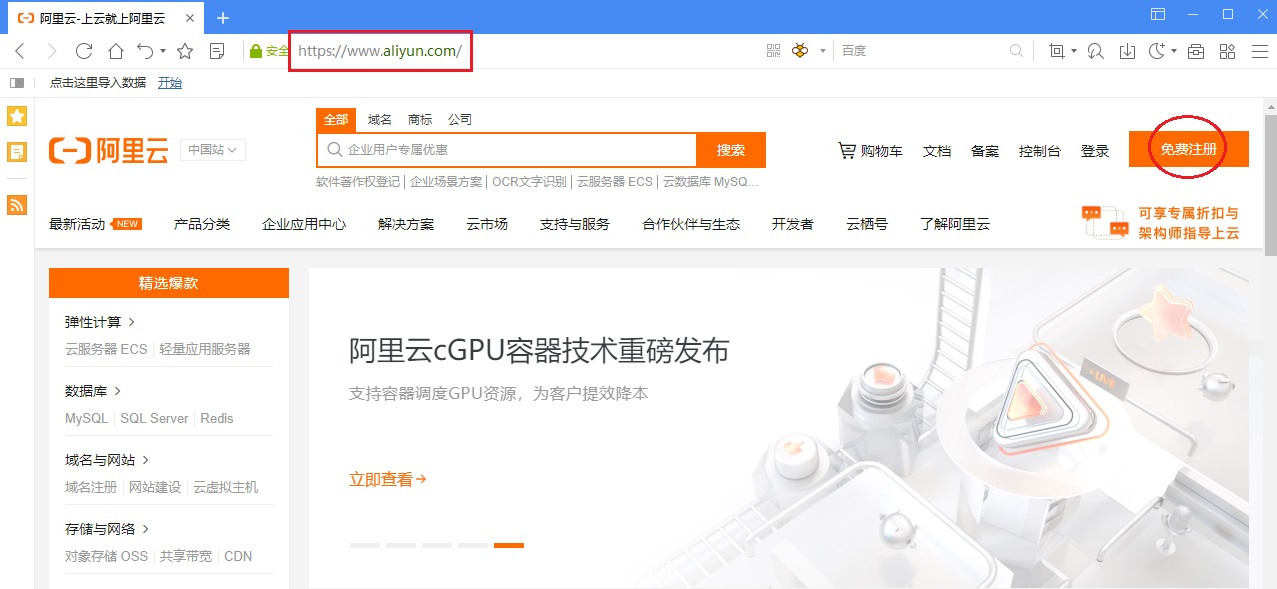 阿里云-上云就上阿里云
安全 https://www.aliyun.com/ 百度
点击这里导入数据 开始
全部 域名 商标 公司
阿里云 中国站 企业用户专属优惠 搜索 购物车 文档 备案 控制台 登录 免费注册
软件著作权登记 | 企业场景方案 | OCR文字识别 | 云服务器 ECS | 云数据库 MySQ...
最新活动 NEW 产品分类 企业应用中心 解决方案 云市场 支持与服务 合作伙伴与生态 开发者 云栖号 了解阿里云
可享专属折扣与
架构师指导上云
精选爆款
弹性计算 >
云服务器 ECS | 轻量应用服务器
数据库 >
MySQL | SQL Server | Redis
域名与网站 >
域名注册 | 网站建设 | 云虚拟主机
存储与网络 >
对象存储 OSS | 共享带宽 | CDN
阿里云cGPU容器技术重磅发布
支持容器调度GPU资源，为客户提效降本
立即查看→
LIVE